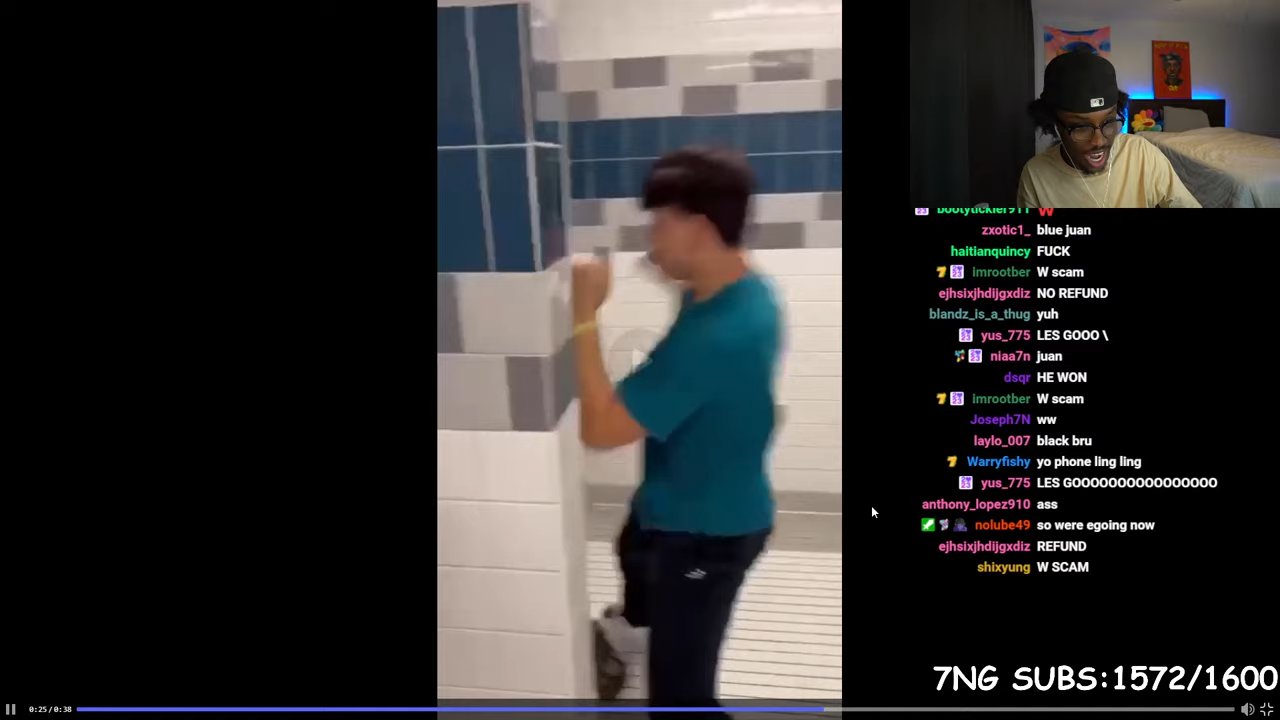 bootytickler911 W
zxotic1_ blue juan
haitianquincy FUCK
imrootber W scam
ejhsixjhdijgxdiz NO REFUND
blandz_is_a_thug yuh
yus_775 LES GOOO \
niaa7n juan
dsqr HE WON
imrootber W scam
Joseph7N ww
laylo_007 black bru
Warryfishy yo phone ling ling
yus_775 LES GOOOOOOOOOOOOOOO
anthony_lopez910 ass
nolube49 so were egoing now
ejhsixjhdijgxdiz REFUND
shixyung W SCAM
7NG SUBS:1572/1600
0:25/0:38